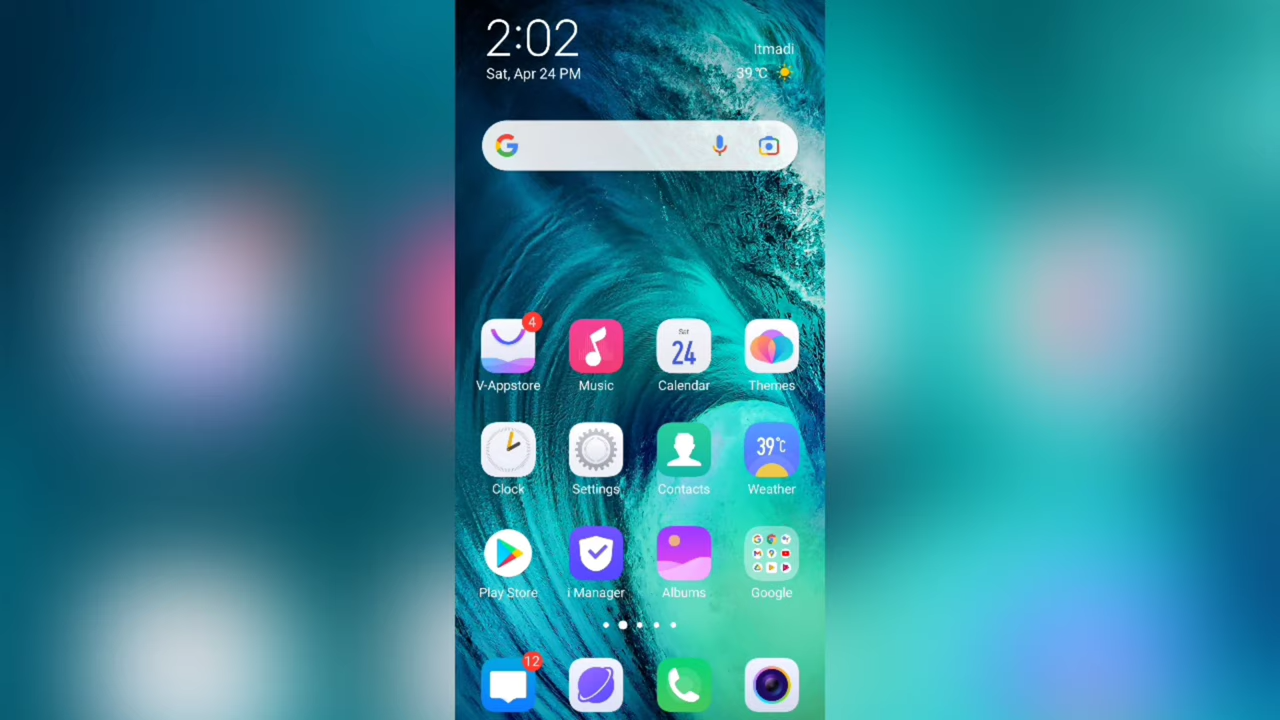 2:02
Itmadi
Sat, Apr 24 PM
39°C
4
Sat
24
V-Appstore
Music
Calendar
Themes
39°C
Clock
Settings
Contacts
Weather
Play Store
i Manager
Albums
Google
12